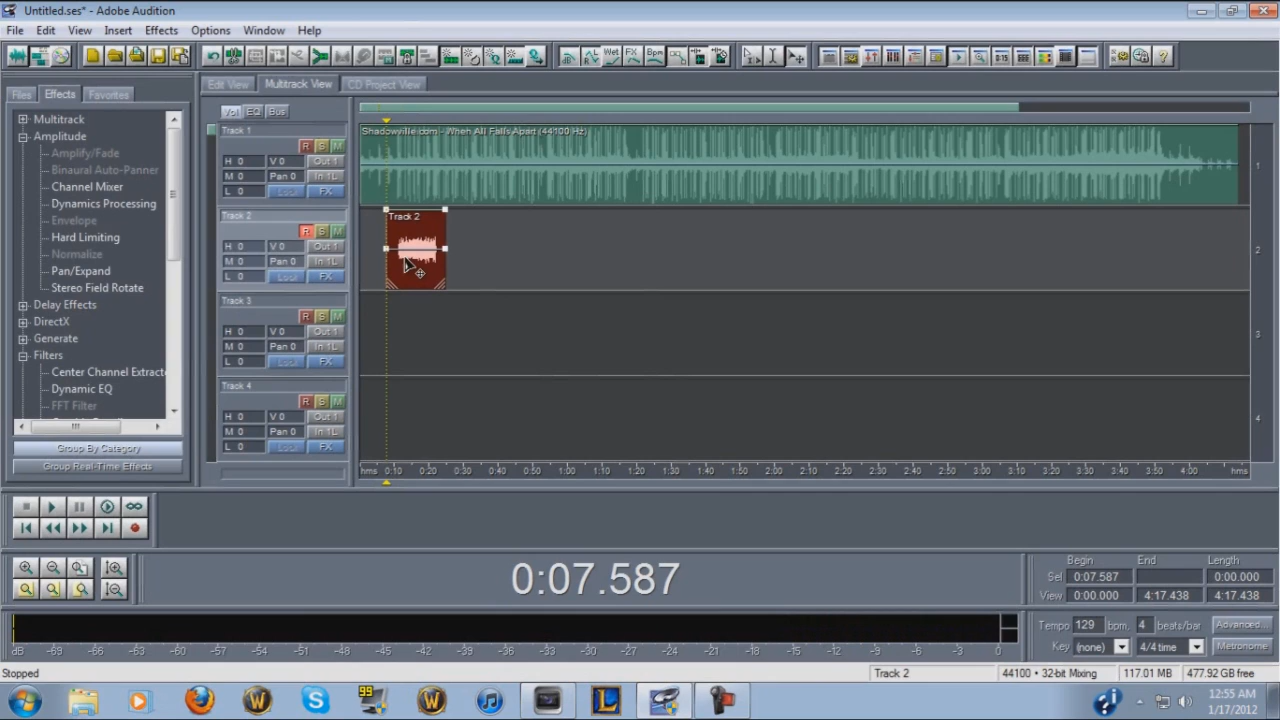 Untitled.ses* - Adobe Audition
File Edit View Insert Effects Options Window Help
Files Effects Favorites
Edit View Multitrack View CD Project View
Vol EQ Bus
Multitrack
Amplitude
Amplify/Fade
Binaural Auto-Panner
Channel Mixer
Dynamics Processing
Envelope
Hard Limiting
Normalize
Pan/Expand
Stereo Field Rotate
Delay Effects
DirectX
Generate
Filters
Center Channel Extract
Dynamic EQ
FFT Filter
Group By Category
Group Real-Time Effects
Track 1
R S M
H 0 V 0 Out 1
M 0 Pan 0 In 1L
L 0 Lock FX
Shadowville.com - When All Falls Apart (44100 Hz)
1
Track 2
R S M
H 0 V 0 Out 1
M 0 Pan 0 In 1L
L 0 Lock FX
Track 2
2
Track 3
R S M
H 0 V 0 Out 1
M 0 Pan 0 In 1L
L 0 Lock FX
3
Track 4
R S M
H 0 V 0 Out 1
M 0 Pan 0 In 1L
L 0 Lock FX
4
hms 0:10 0:20 0:30 0:40 0:50 1:00 1:10 1:20 1:30 1:40 1:50 2:00 2:10 2:20 2:30 2:40 2:50 3:00 3:10 3:20 3:30 3:40 3:50 4:00 hms
0:07.587
Begin End Length
Sel 0:07.587 0:00.000
View 0:00.000 4:17.438 4:17.438
Tempo 129 bpm, 4 beats/bar Advanced...
Key (none) 4/4 time Metronome
dB -69 -66 -63 -60 -57 -54 -51 -48 -45 -42 -39 -36 -33 -30 -27 -24 -21 -18 -15 -12 -9 -6 -3 0
Stopped Track 2 44100 • 32-bit Mixing 117.01 MB 477.92 GB free
99
12:55 AM
1/17/2012